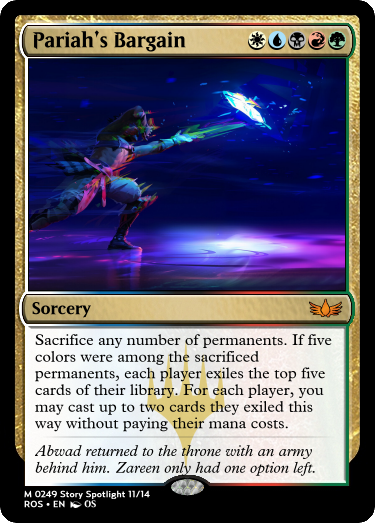 Pariah's Bargain
Sorcery
Sacrifice any number of permanents. If five
colors were among the sacrificed
permanents, each player exiles the top five
cards of their library. For each player, you
may cast up to two cards they exiled this
way without paying their mana costs.
Abwad returned to the throne with an army
behind him. Zareen only had one option left.
M 0249 Story Spotlight 11/14
ROS • EN OS